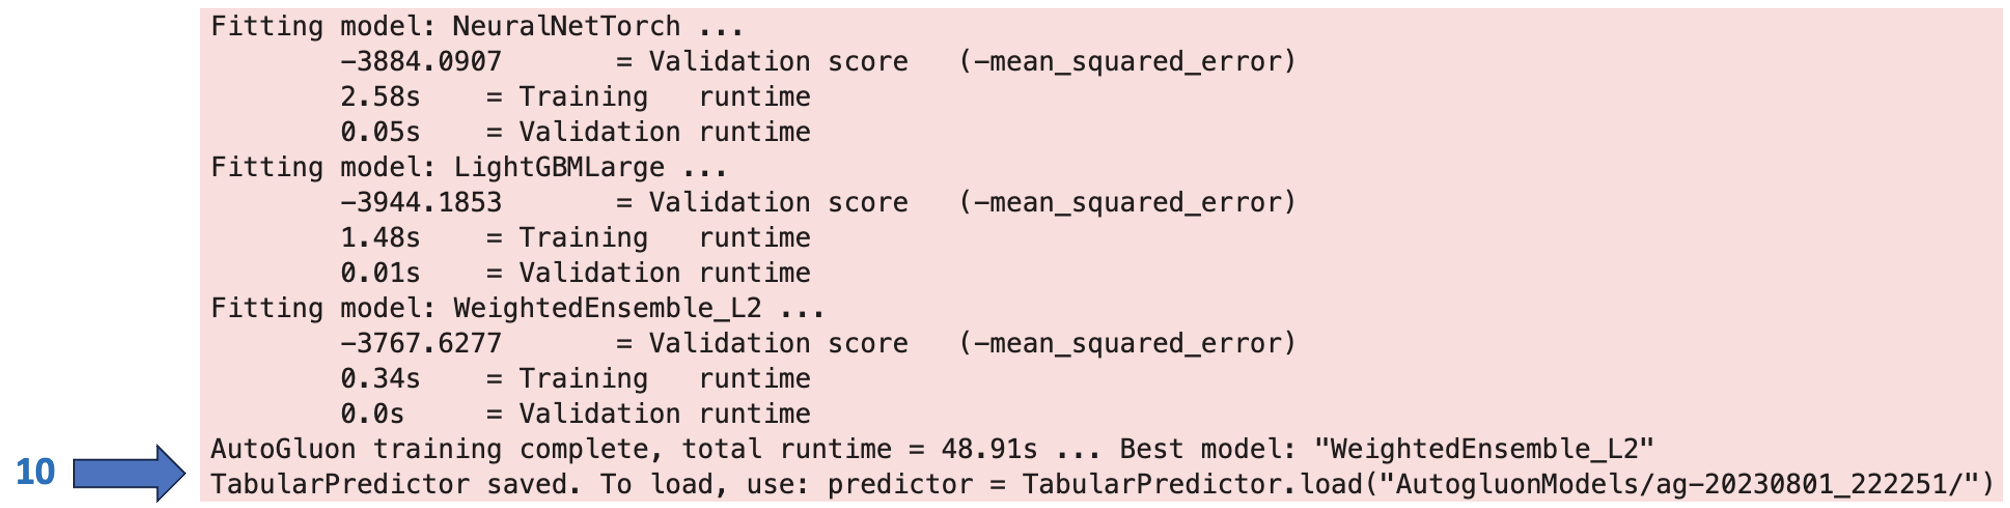 Fitting model: NeuralNetTorch ...
-3884.0907 = Validation score (-mean_squared_error)
2.58s = Training runtime
0.05s = Validation runtime
Fitting model: LightGBMLarge ...
-3944.1853 = Validation score (-mean_squared_error)
1.48s = Training runtime
0.01s = Validation runtime
Fitting model: WeightedEnsemble_L2 ...
-3767.6277 = Validation score (-mean_squared_error)
0.34s = Training runtime
0.0s = Validation runtime
AutoGluon training complete, total runtime = 48.91s ... Best model: "WeightedEnsemble_L2"
10
TabularPredictor saved. To load, use: predictor = TabularPredictor.load("AutogluonModels/ag-20230801_222251/")